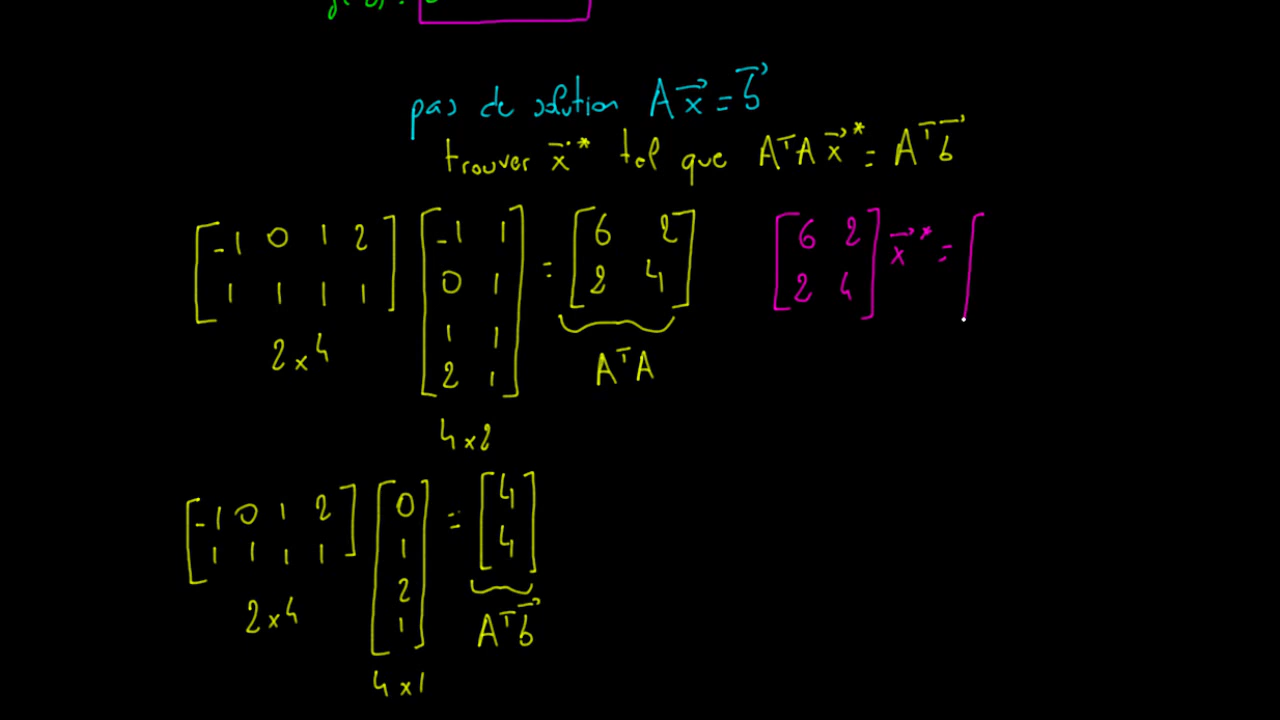 pas de solution A x⃗ = b⃗
trouver x⃗* tel que AᵀA x⃗* = Aᵀ b⃗
[-1 0 1 2] [-1 1] = [6 2] [6 2] x⃗* = [
[1 1 1 1] [0 1] [2 4] [2 4]
[1 1]
2×4 [2 1] AᵀA
4×2
[-1 0 1 2] [0] = [4]
[1 1 1 1] [1] [4]
[2]
2×4 [1] Aᵀ b⃗
4×1